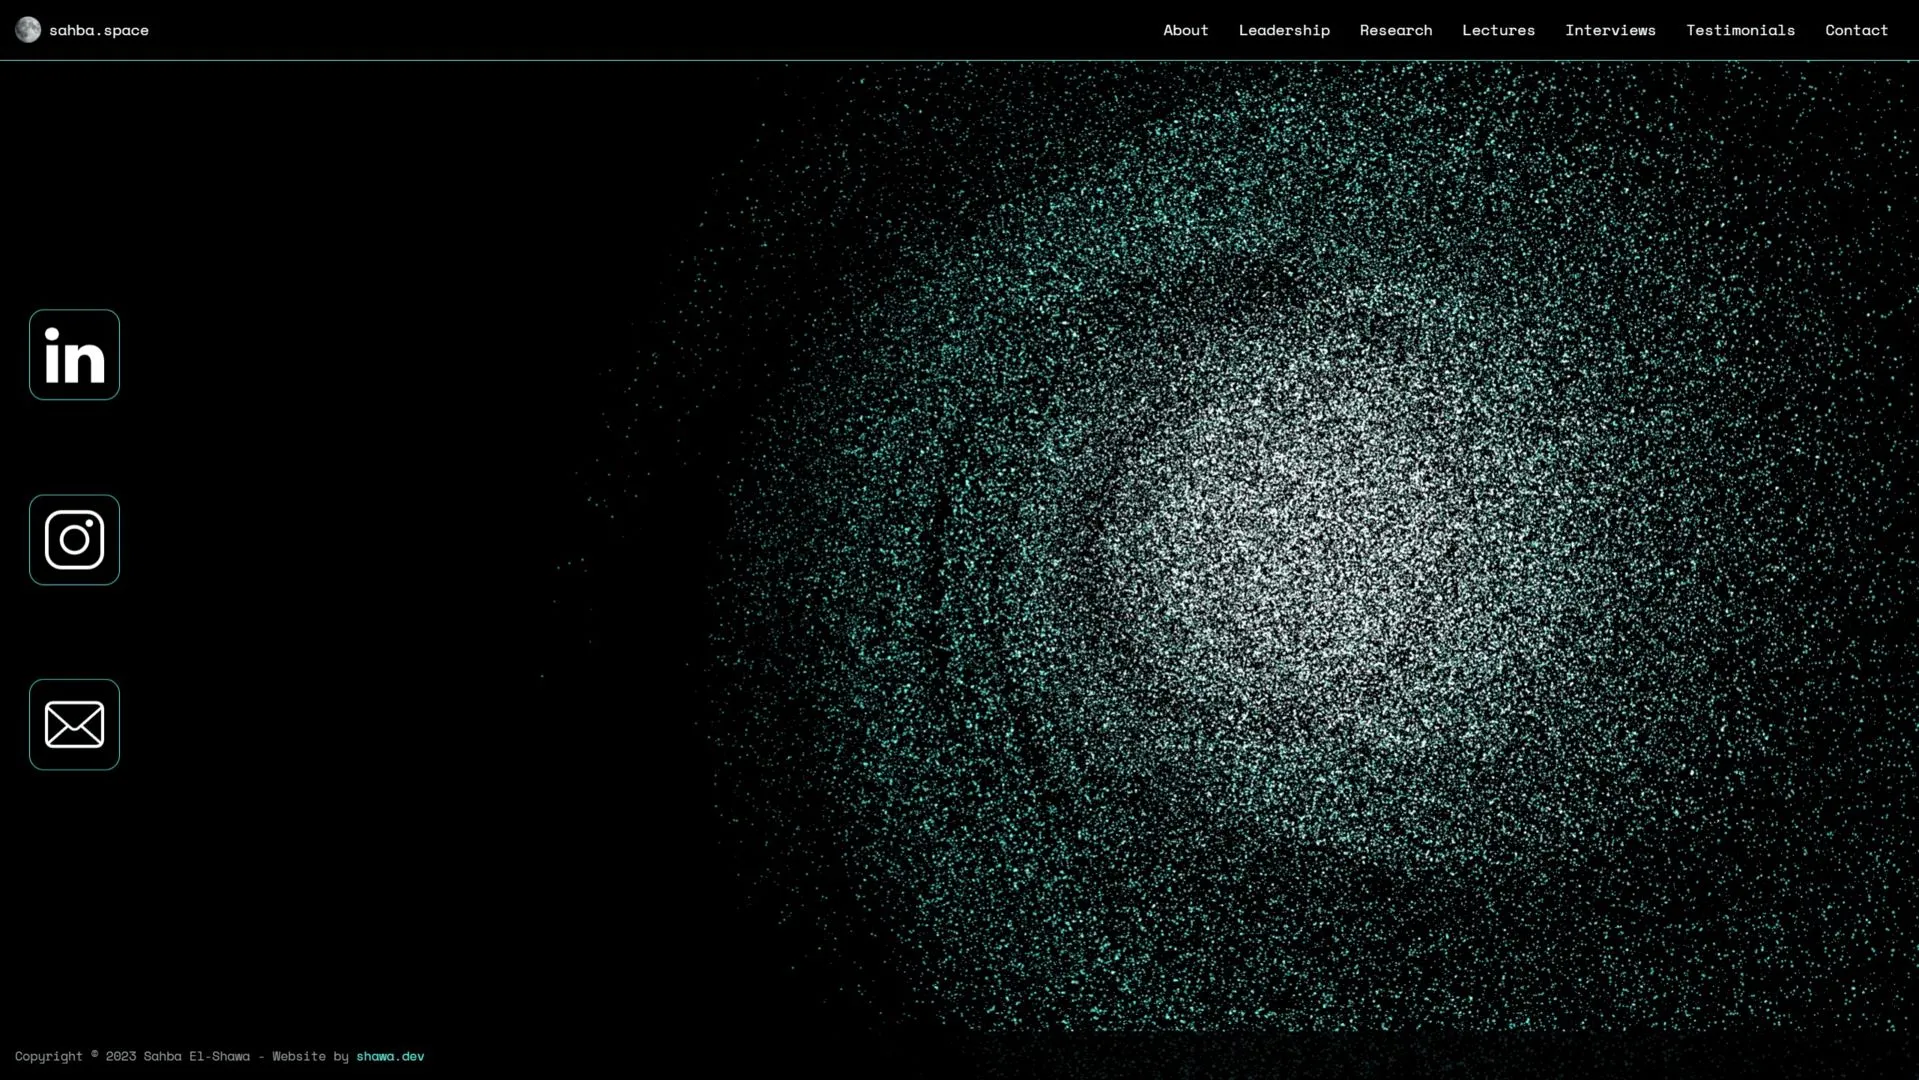 sahba.space
About Leadership Research Lectures Interviews Testimonials Contact
in
Copyright © 2023 Sahba El-Shawa - Website by shawa.dev